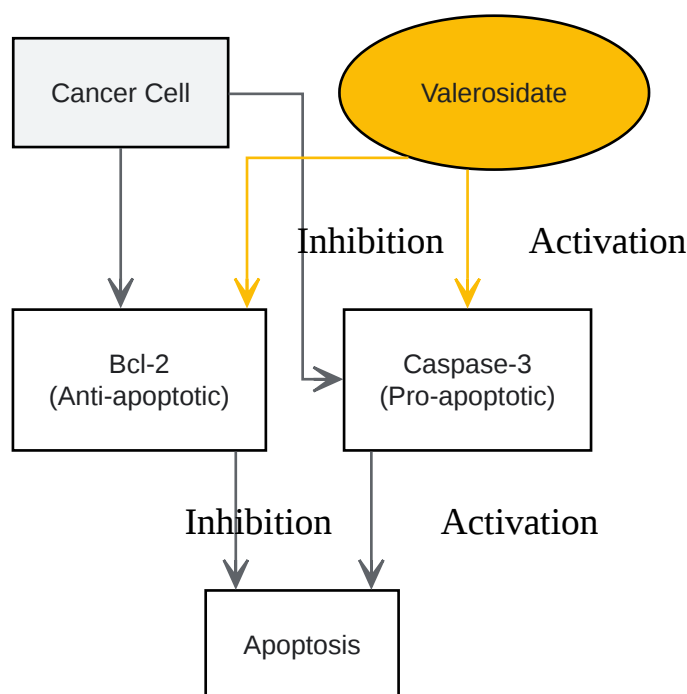 Cancer Cell
Valerosidate
Inhibition
Activation
Bcl-2
(Anti-apoptotic)
Caspase-3
(Pro-apoptotic)
Inhibition
Activation
Apoptosis